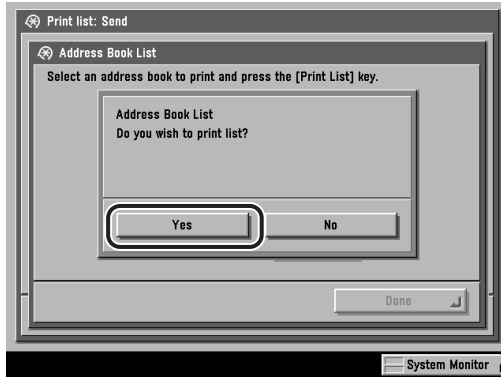 Print list: Send
Address Book List
Select an address book to print and press the [Print List] key.
Address Book List
Do you wish to print list?
Yes
No
Done
System Monitor